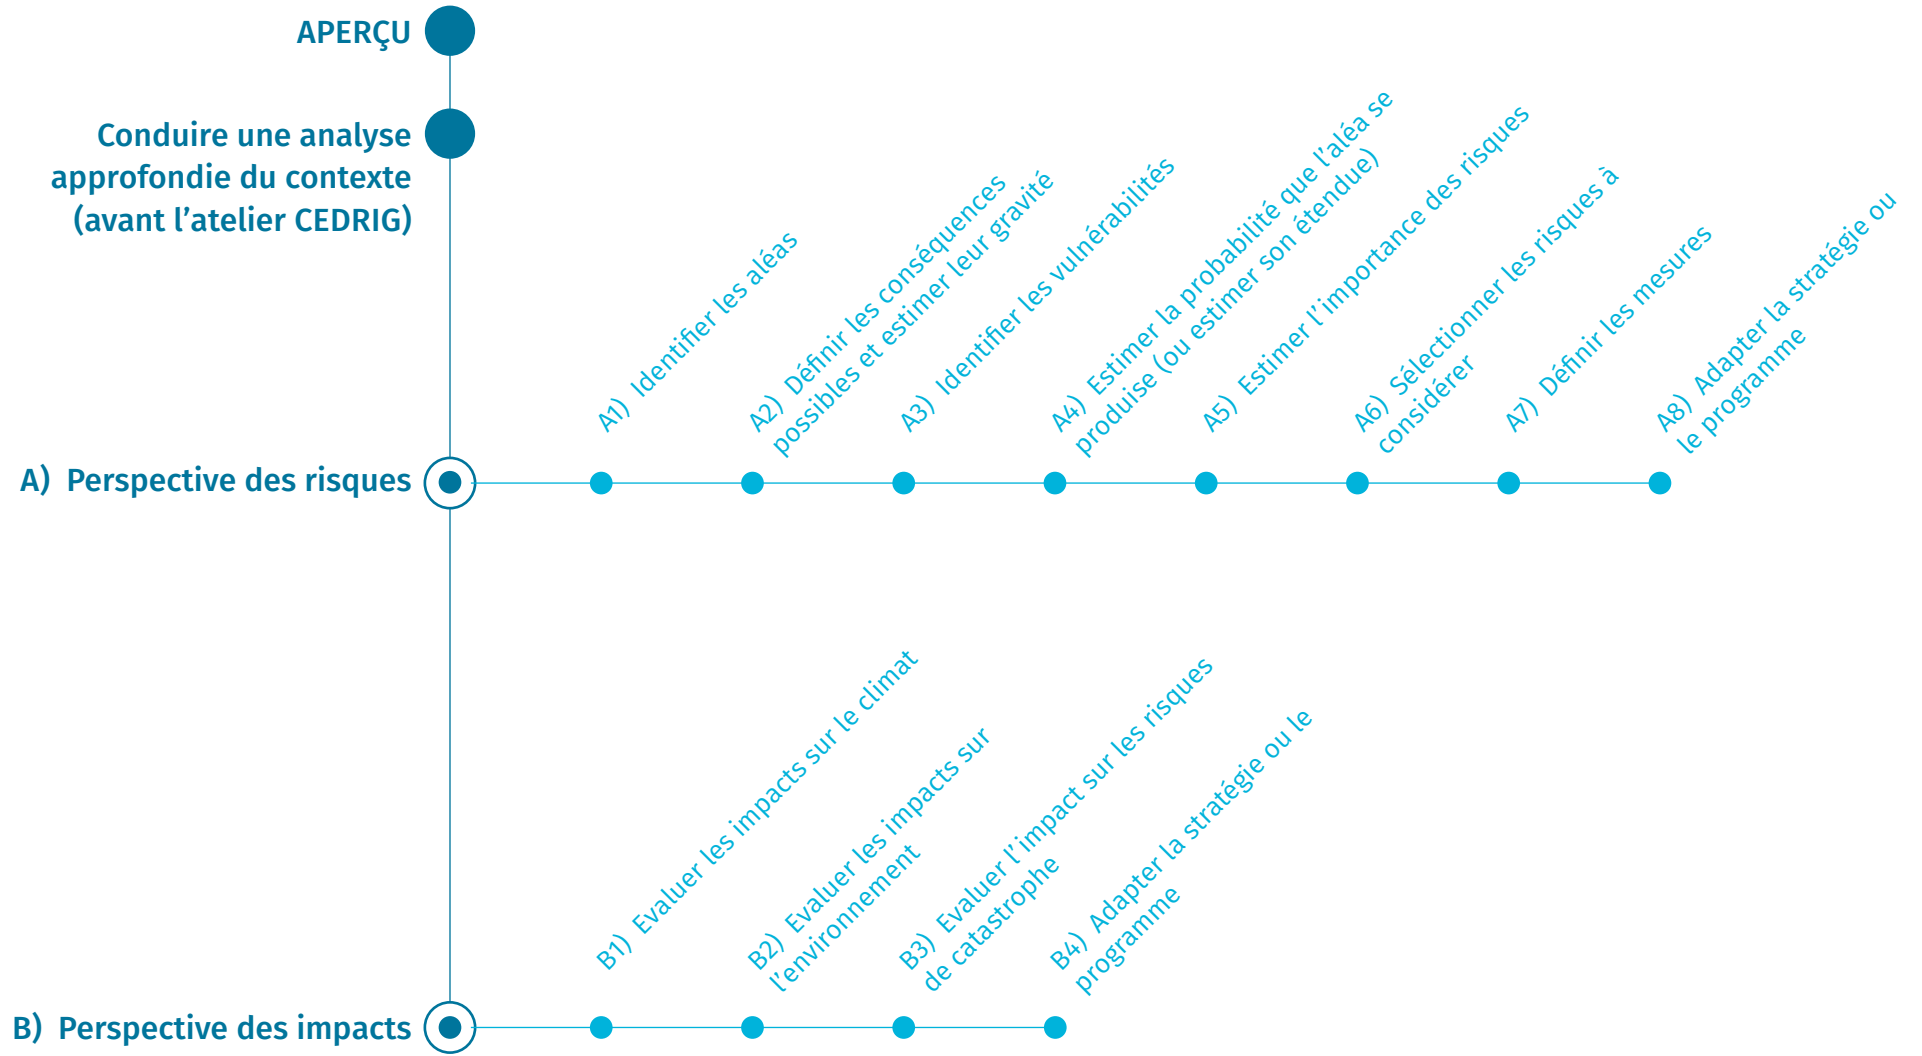 APERÇU
Conduire une analyse
approfondie du contexte
(avant l’atelier CEDRIG)
A) Perspective des risques
A1) Identifier les aléas
A2) Définir les conséquences
possibles et estimer leur gravité
A3) Identifier les vulnérabilités
A4) Estimer la probabilité que l’aléa se
produise (ou estimer son étendue)
A5) Estimer l’importance des risques
A6) Sélectionner les risques à
considérer
A7) Définir les mesures
A8) Adapter la stratégie ou
le programme
B) Perspective des impacts
B1) Evaluer les impacts sur le climat
B2) Evaluer les impacts sur
l’environnement
B3) Evaluer l’impact sur les risques
de catastrophe
B4) Adapter la stratégie ou le
programme